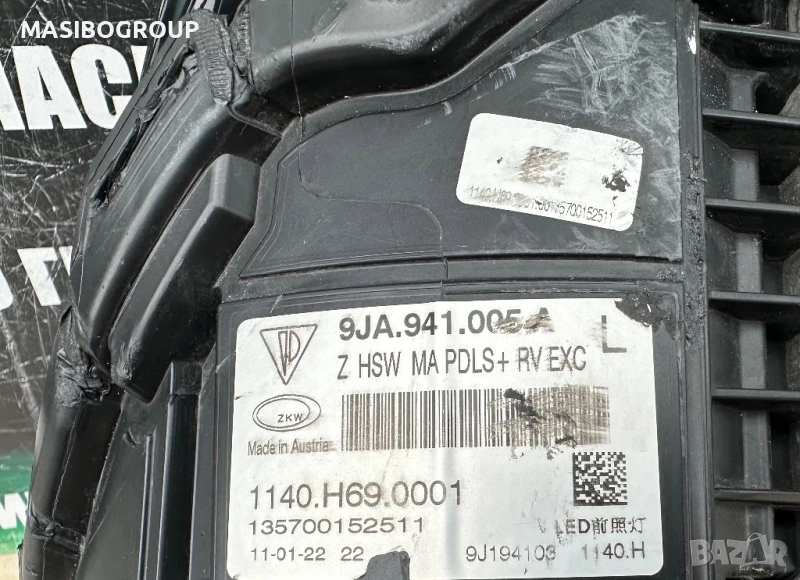 MASIBOGROUP
9JA.941.005 A L
Z HSW MA PDLS+ RV EXC
ZKW
Made in Austria
1140.H69.0001
135700152511
LED前照灯
11-01-22 22
9J194103 1140.H
BAZAR